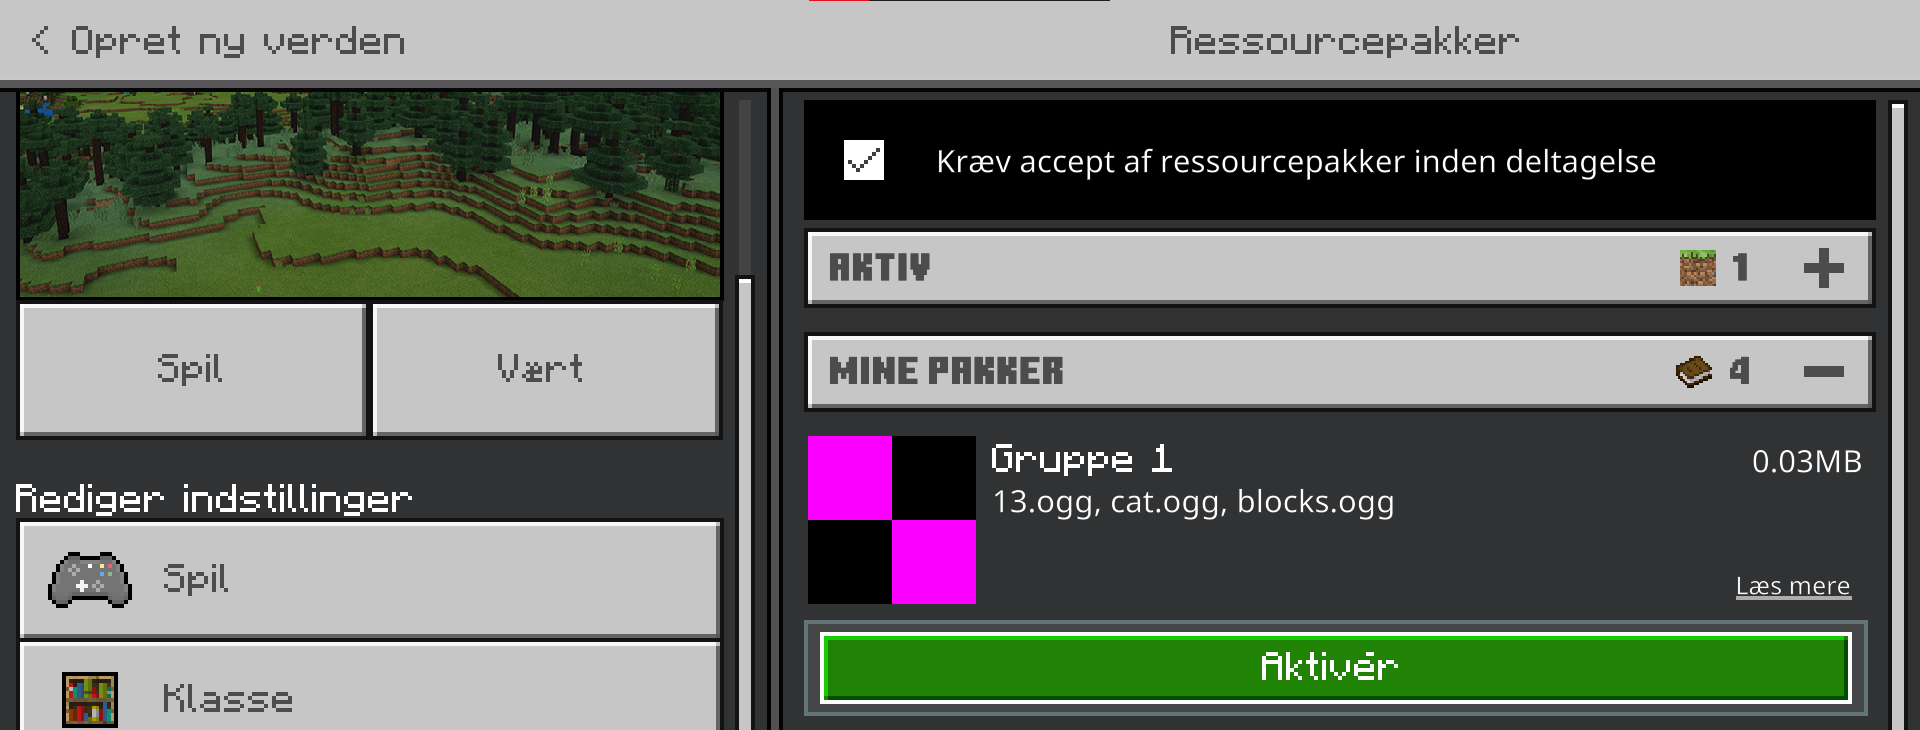 Opret ny verden
Ressourcepakker
Spil
Vært
Rediger indstillinger
Spil
Klasse
Kræv accept af ressourcepakker inden deltagelse
AKTIV 1
MINE PAKKER 4
Gruppe 1 0.03MB
13.ogg, cat.ogg, blocks.ogg
Læs mere
Aktivér